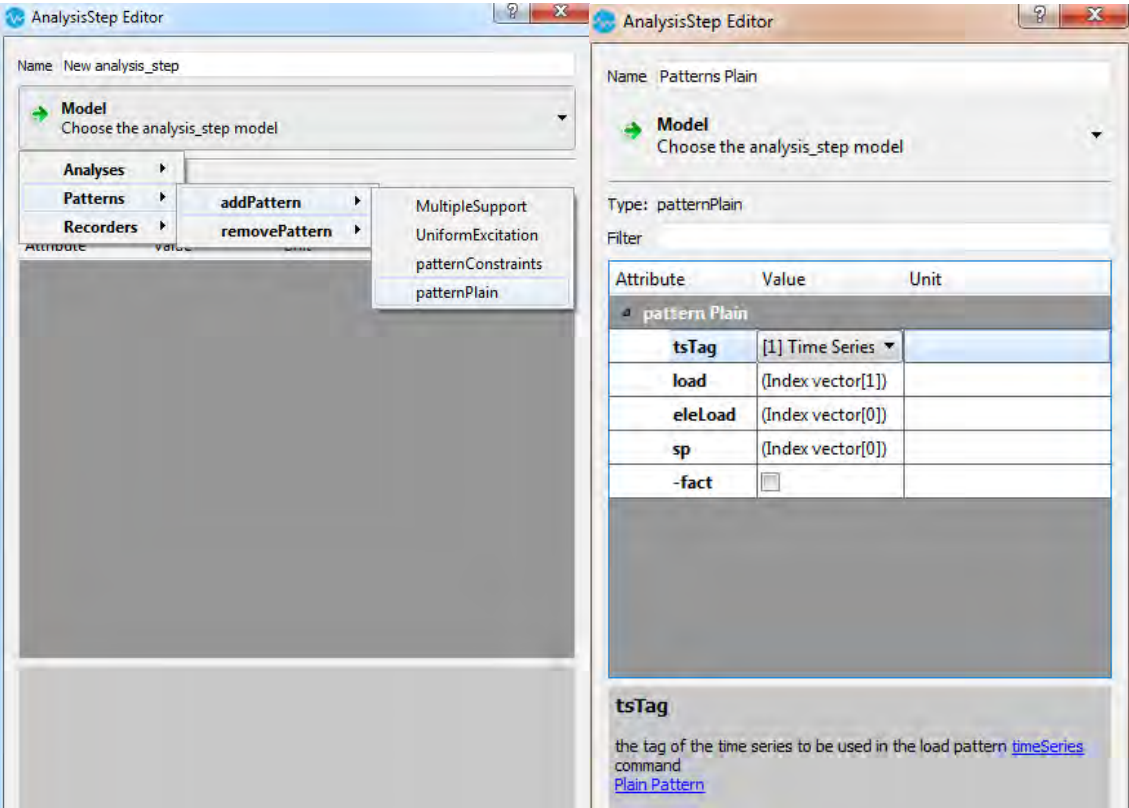 AnalysisStep Editor
Name New analysis_step
Model
Choose the analysis_step model
Analyses
Patterns
Recorders
addPattern
removePattern
MultipleSupport
UniformExcitation
patternConstraints
patternPlain
AnalysisStep Editor
Name Patterns Plain
Model
Choose the analysis_step model
Type: patternPlain
Filter
Attribute Value Unit
pattern Plain
tsTag [1] Time Series
load (Index vector[1])
eleLoad (Index vector[0])
sp (Index vector[0])
-fact
tsTag
the tag of the time series to be used in the load pattern timeSeries
command
Plain Pattern